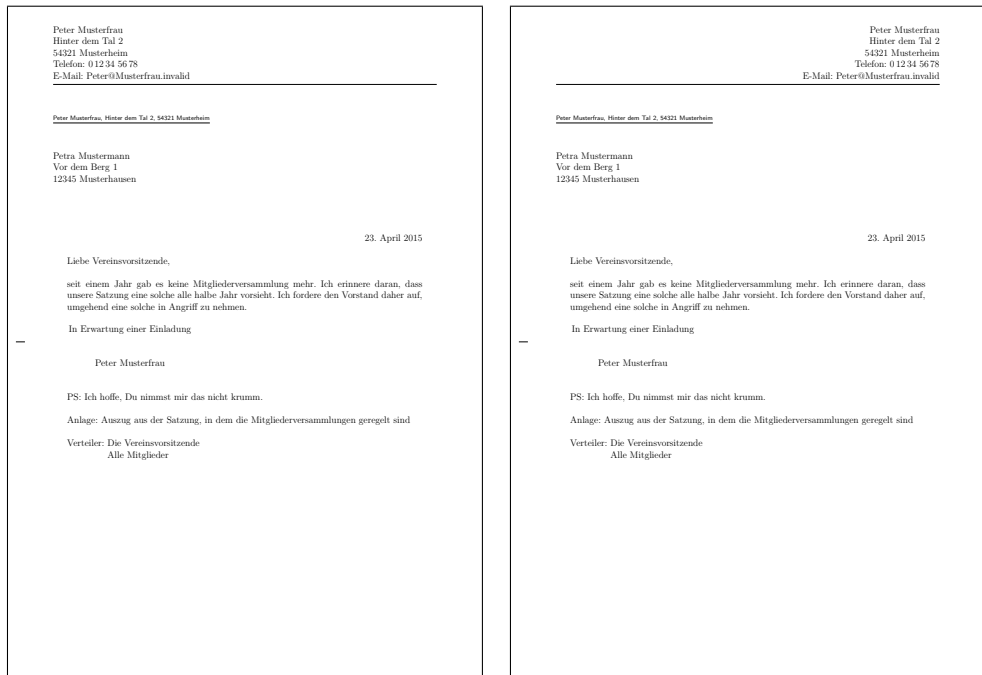 Peter Musterfrau
Hinter dem Tal 2
54321 Musterheim
Telefon: 0 12 34 56 78
E-Mail: Peter@Musterfrau.invalid
Peter Musterfrau, Hinter dem Tal 2, 54321 Musterheim
Petra Mustermann
Vor dem Berg 1
12345 Musterhausen
23. April 2015
Liebe Vereinsvorsitzende,
seit einem Jahr gab es keine Mitgliederversammlung mehr. Ich erinnere daran, dass
unsere Satzung eine solche alle halbe Jahr vorsieht. Ich fordere den Vorstand daher auf,
umgehend eine solche in Angriff zu nehmen.
In Erwartung einer Einladung
Peter Musterfrau
PS: Ich hoffe, Du nimmst mir das nicht krumm.
Anlage: Auszug aus der Satzung, in dem die Mitgliederversammlungen geregelt sind
Verteiler: Die Vereinsvorsitzende
Alle Mitglieder
Peter Musterfrau
Hinter dem Tal 2
54321 Musterheim
Telefon: 0 12 34 56 78
E-Mail: Peter@Musterfrau.invalid
Peter Musterfrau, Hinter dem Tal 2, 54321 Musterheim
Petra Mustermann
Vor dem Berg 1
12345 Musterhausen
23. April 2015
Liebe Vereinsvorsitzende,
seit einem Jahr gab es keine Mitgliederversammlung mehr. Ich erinnere daran, dass
unsere Satzung eine solche alle halbe Jahr vorsieht. Ich fordere den Vorstand daher auf,
umgehend eine solche in Angriff zu nehmen.
In Erwartung einer Einladung
Peter Musterfrau
PS: Ich hoffe, Du nimmst mir das nicht krumm.
Anlage: Auszug aus der Satzung, in dem die Mitgliederversammlungen geregelt sind
Verteiler: Die Vereinsvorsitzende
Alle Mitglieder